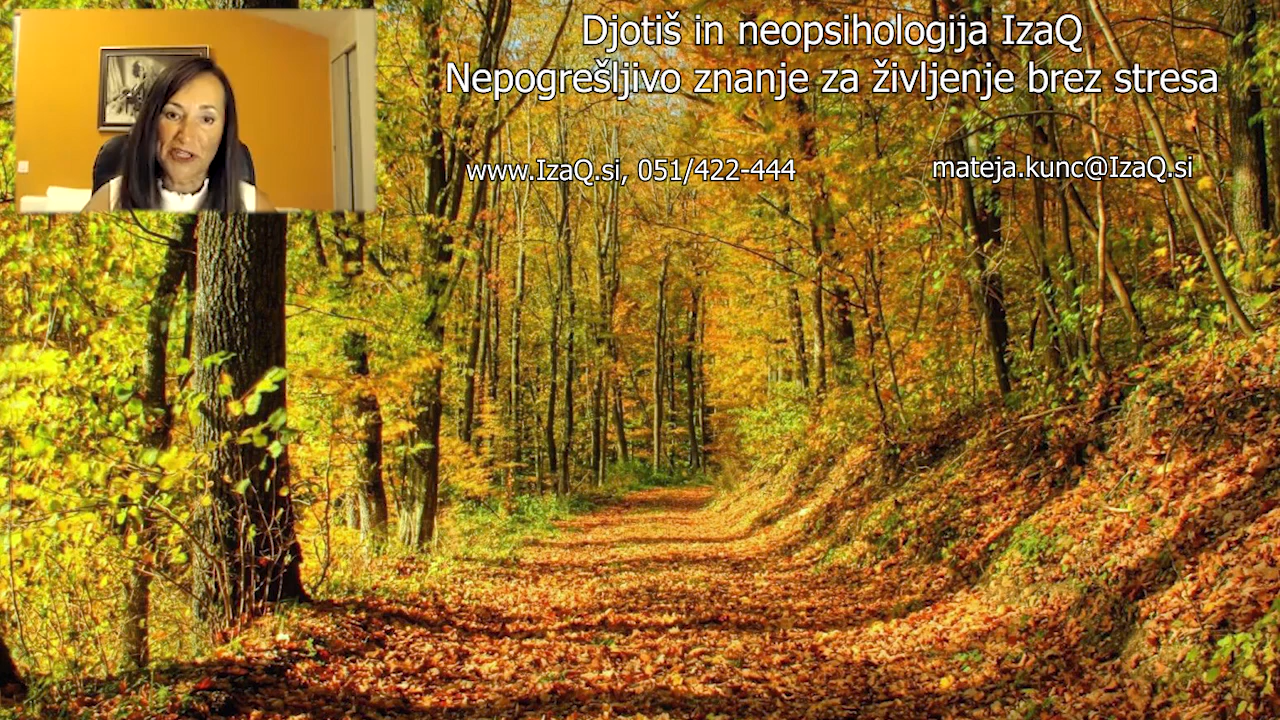 Djotiš in neopsihologija IzaQ
Nepogrešljivo znanje za življenje brez stresa
www.IzaQ.si, 051/422-444
mateja.kunc@IzaQ.si